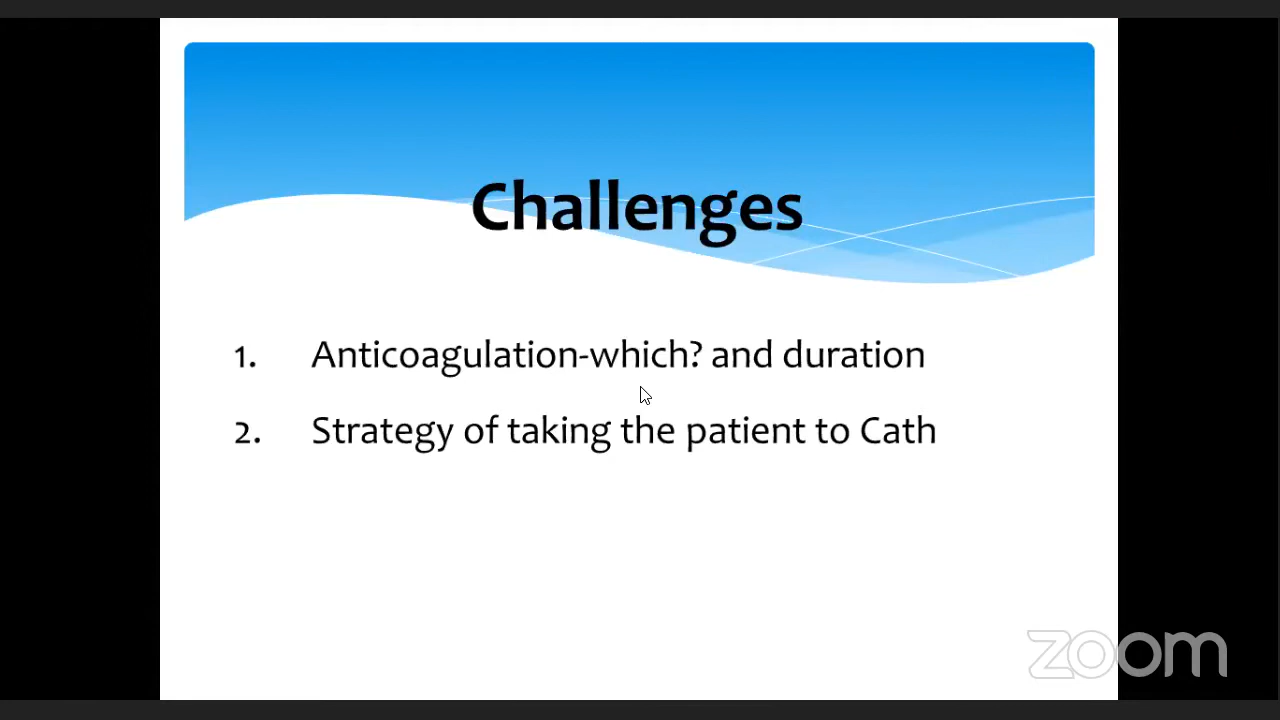 Challenges
1. Anticoagulation-which? and duration
2. Strategy of taking the patient to Cath
zoom